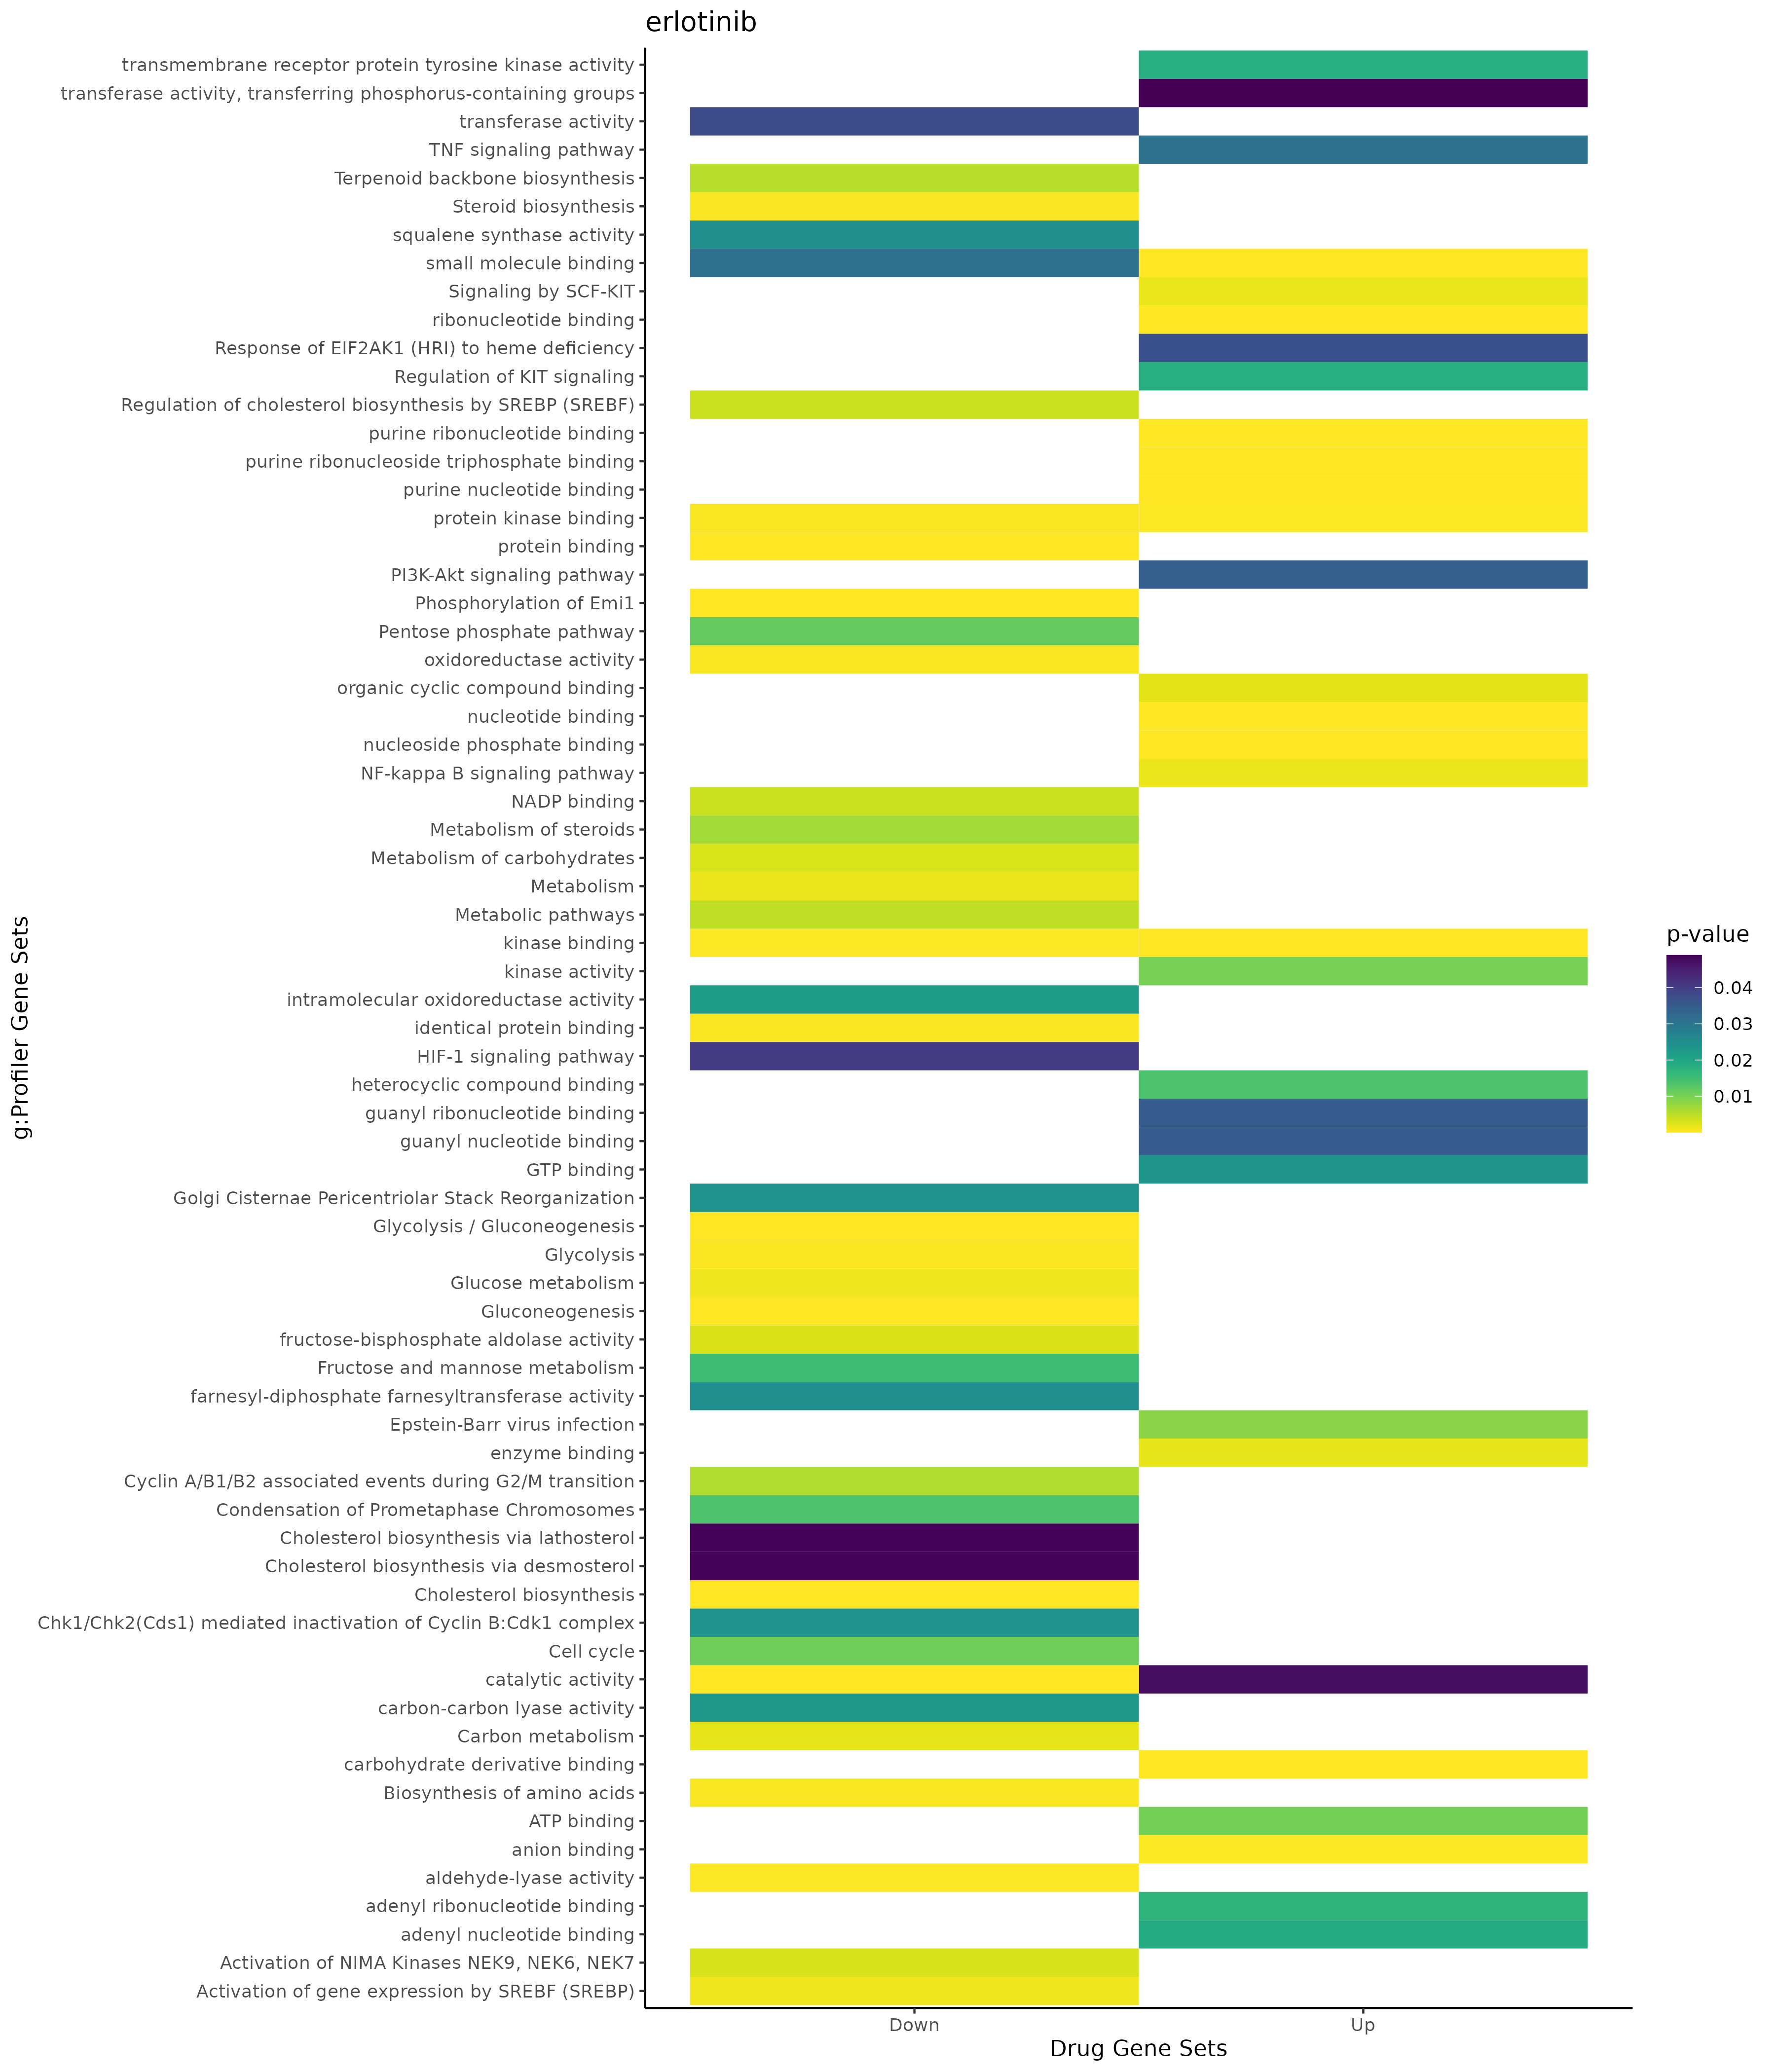 erlotinib
transmembrane receptor protein tyrosine kinase activity
transferase activity, transferring phosphorus-containing groups
transferase activity
TNF signaling pathway
Terpenoid backbone biosynthesis
Steroid biosynthesis
squalene synthase activity
small molecule binding
Signaling by SCF-KIT
ribonucleotide binding
Response of EIF2AK1 (HRI) to heme deficiency
Regulation of KIT signaling
Regulation of cholesterol biosynthesis by SREBP (SREBF)
purine ribonucleotide binding
purine ribonucleoside triphosphate binding
purine nucleotide binding
protein kinase binding
protein binding
PI3K-Akt signaling pathway
Phosphorylation of Emi1
Pentose phosphate pathway
oxidoreductase activity
organic cyclic compound binding
nucleotide binding
nucleoside phosphate binding
NF-kappa B signaling pathway
NADP binding
Metabolism of steroids
Metabolism of carbohydrates
Metabolism
Metabolic pathways
kinase binding
kinase activity
intramolecular oxidoreductase activity
identical protein binding
HIF-1 signaling pathway
heterocyclic compound binding
guanyl ribonucleotide binding
guanyl nucleotide binding
GTP binding
Golgi Cisternae Pericentriolar Stack Reorganization
Glycolysis / Gluconeogenesis
Glycolysis
Glucose metabolism
Gluconeogenesis
fructose-bisphosphate aldolase activity
Fructose and mannose metabolism
farnesyl-diphosphate farnesyltransferase activity
Epstein-Barr virus infection
enzyme binding
Cyclin A/B1/B2 associated events during G2/M transition
Condensation of Prometaphase Chromosomes
Cholesterol biosynthesis via lathosterol
Cholesterol biosynthesis via desmosterol
Cholesterol biosynthesis
Chk1/Chk2(Cds1) mediated inactivation of Cyclin B:Cdk1 complex
Cell cycle
catalytic activity
carbon-carbon lyase activity
Carbon metabolism
carbohydrate derivative binding
Biosynthesis of amino acids
ATP binding
anion binding
aldehyde-lyase activity
adenyl ribonucleotide binding
adenyl nucleotide binding
Activation of NIMA Kinases NEK9, NEK6, NEK7
Activation of gene expression by SREBF (SREBP)
g:Profiler Gene Sets
Down
Up
Drug Gene Sets
p-value
0.04
0.03
0.02
0.01